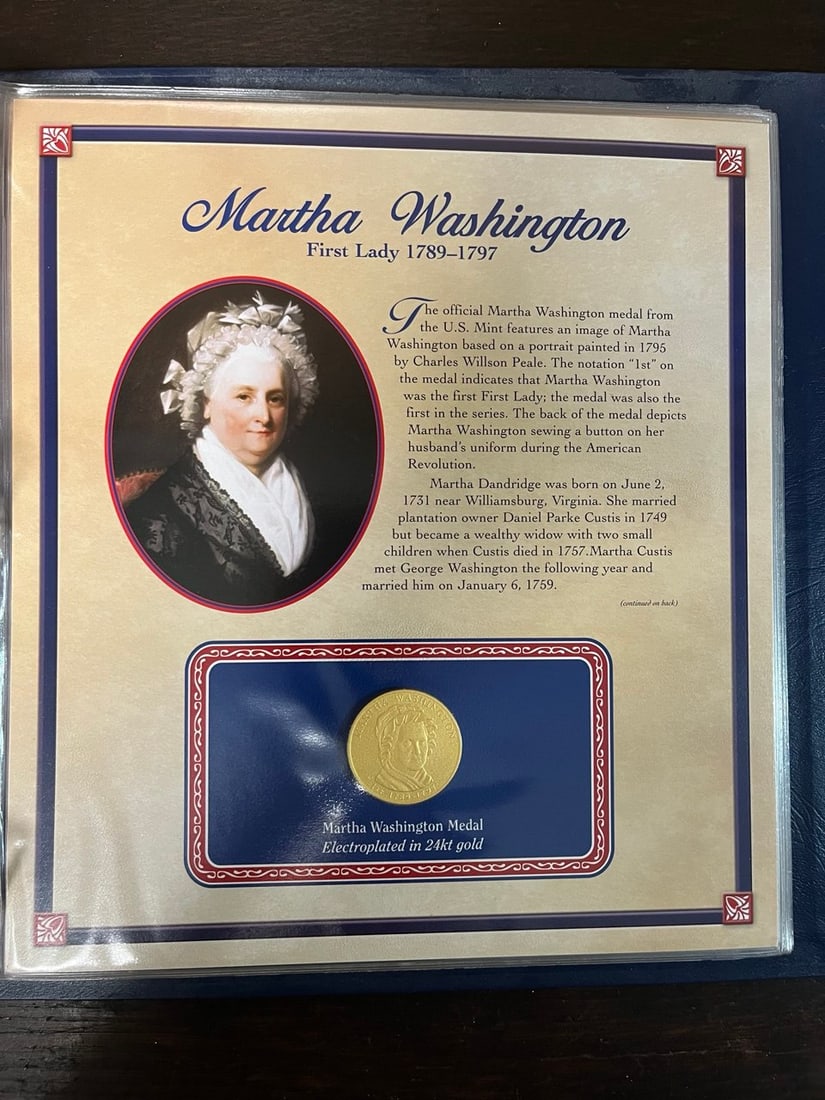 Martha Washington
First Lady 1789–1797
The official Martha Washington medal from
the U.S. Mint features an image of Martha
Washington based on a portrait painted in 1795
by Charles Willson Peale. The notation “1st” on
the medal indicates that Martha Washington
was the first First Lady; the medal was also the
first in the series. The back of the medal depicts
Martha Washington sewing a button on her
husband’s uniform during the American
Revolution.
Martha Dandridge was born on June 2,
1731 near Williamsburg, Virginia. She married
plantation owner Daniel Parke Custis in 1749
but became a wealthy widow with two small
children when Custis died in 1757.Martha Custis
met George Washington the following year and
married him on January 6, 1759.
(continued on back)
MARTHA WASHINGTON
Martha Washington Medal
Electroplated in 24kt gold